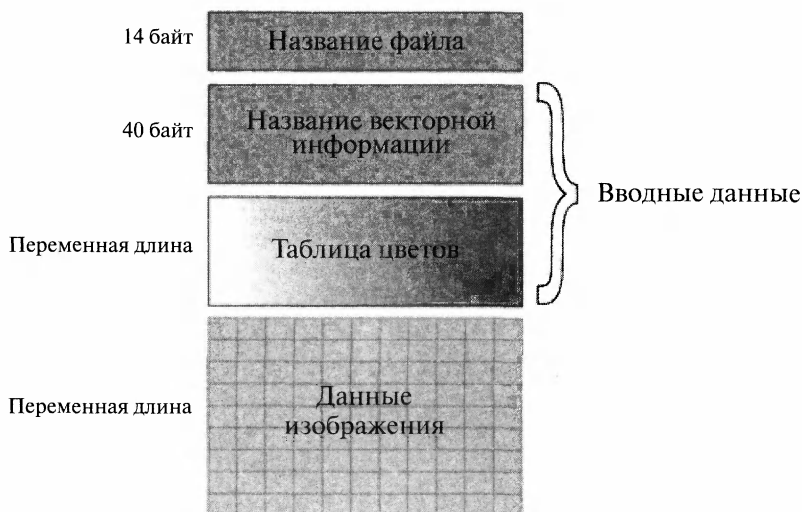 14 байт
Название файла
40 байт
Название векторной
информации
Вводные данные
Переменная длина
Таблица цветов
Переменная длина
Данные
изображения